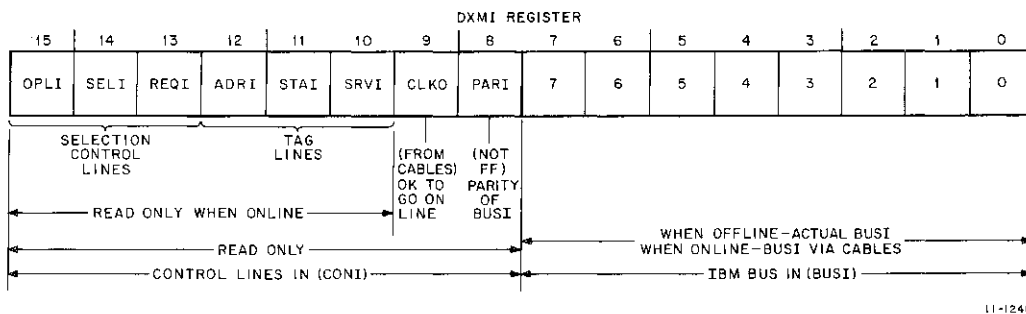 DXMI REGISTER
15 14 13 12 11 10 9 8 7 6 5 4 3 2 1 0
OPLI SELI REQI ADRI STAI SRVI CLKO PARI 7 6 5 4 3 2 1 0
SELECTION
CONTROL
LINES
TAG
LINES
(FROM
CABLES)
OK TO
GO ON
LINE
(NOT
FF)
PARITY
OF
BUSI
READ ONLY WHEN ONLINE
WHEN OFFLINE-ACTUAL BUSI
WHEN ONLINE-BUSI VIA CABLES
READ ONLY
CONTROL LINES IN (CONI)
IBM BUS IN (BUSI)